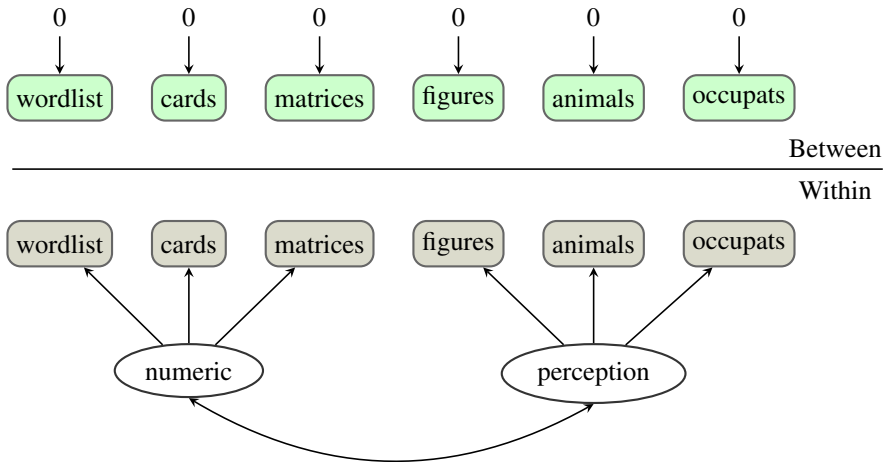 0 0 0 0 0 0
wordlist cards matrices figures animals occupats
Between
Within
wordlist cards matrices figures animals occupats
numeric perception